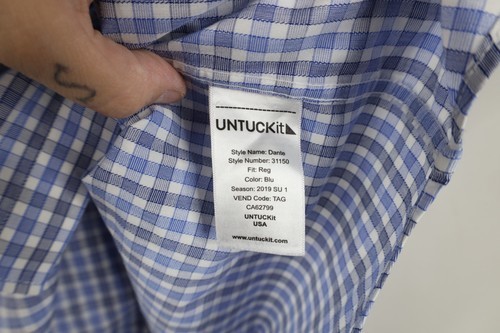 UNTUCKit
Style Name: Dante
Style Number: 31150
Fit: Reg
Color: Blu
Season: 2019 SU 1
VEND Code: TAG
CA62799
UNTUCKit
USA
www.untuckit.com
S